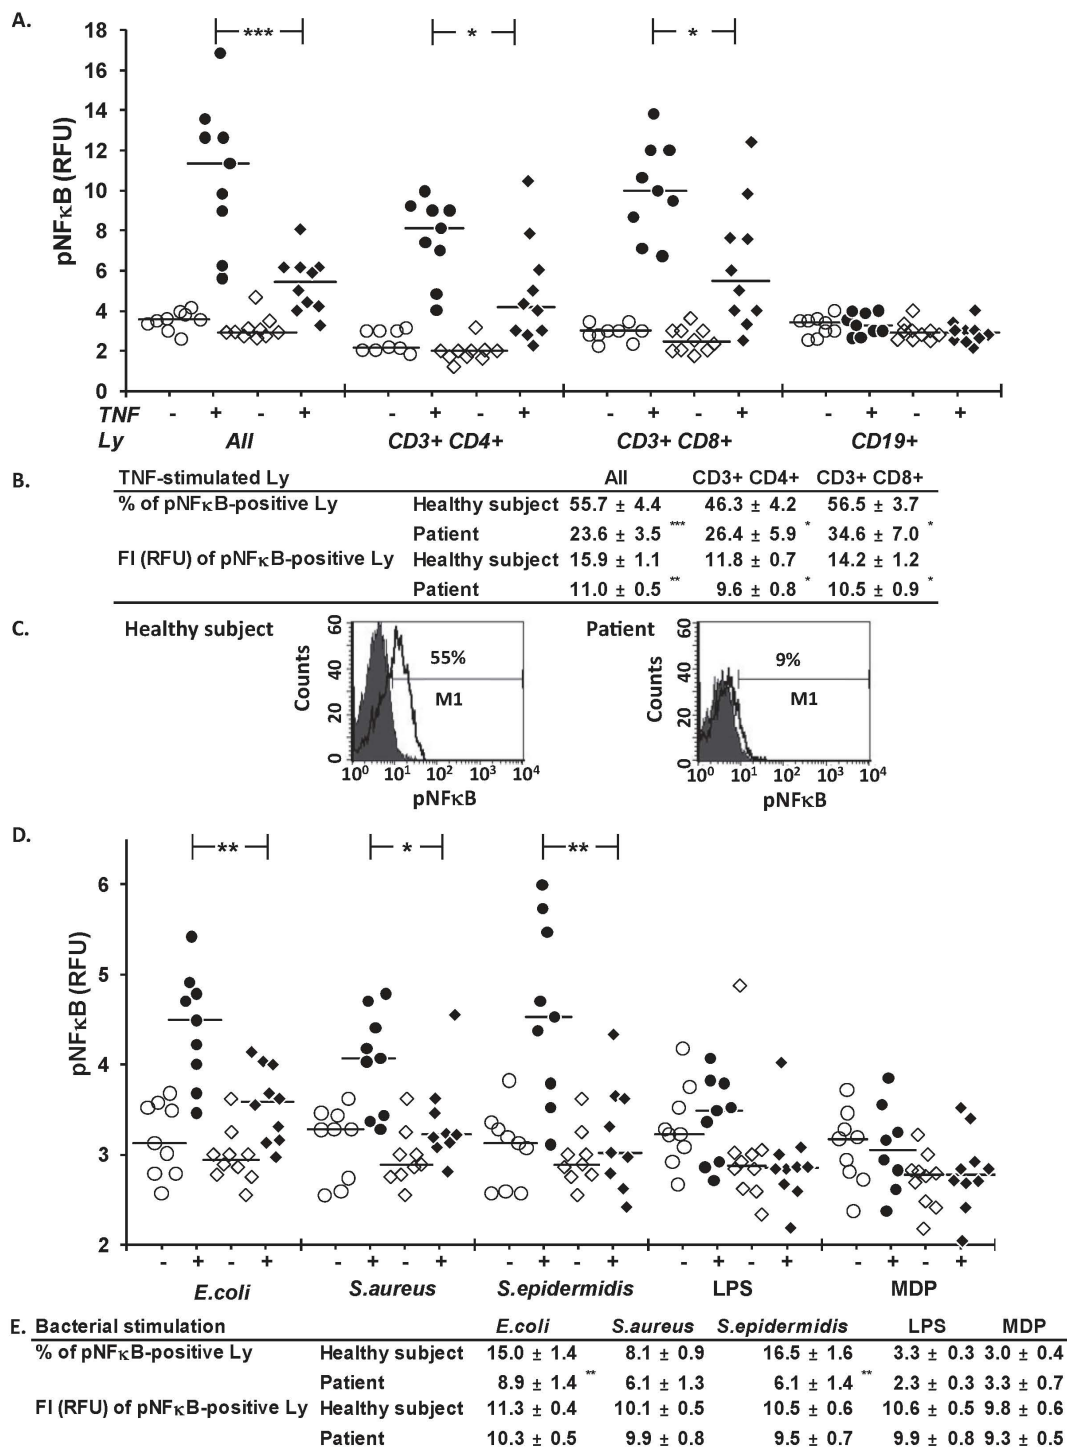 A.
18
16
14
12
10
8
6
4
2
0
pNFκB (RFU)
***
*
*
TNF - + - + - + - + - + - + - + - +
Ly All CD3+ CD4+ CD3+ CD8+ CD19+
B.
TNF-stimulated Ly All CD3+ CD4+ CD3+ CD8+
% of pNFκB-positive Ly Healthy subject 55.7 ± 4.4 46.3 ± 4.2 56.5 ± 3.7
Patient 23.6 ± 3.5 *** 26.4 ± 5.9 * 34.6 ± 7.0 *
FI (RFU) of pNFκB-positive Ly Healthy subject 15.9 ± 1.1 11.8 ± 0.7 14.2 ± 1.2
Patient 11.0 ± 0.5 ** 9.6 ± 0.8 * 10.5 ± 0.9 *
C.
Healthy subject
Counts
60
40
20
0
55%
M1
10⁰ 10¹ 10² 10³ 10⁴
pNFκB
Patient
Counts
60
40
20
0
9%
M1
10⁰ 10¹ 10² 10³ 10⁴
pNFκB
D.
6
5
4
3
2
pNFκB (RFU)
**
*
**
- + - + - + - + - + - + - + - + - + - +
E.coli S.aureus S.epidermidis LPS MDP
E. Bacterial stimulation E.coli S.aureus S.epidermidis LPS MDP
% of pNFκB-positive Ly Healthy subject 15.0 ± 1.4 8.1 ± 0.9 16.5 ± 1.6 3.3 ± 0.3 3.0 ± 0.4
Patient 8.9 ± 1.4 ** 6.1 ± 1.3 6.1 ± 1.4 ** 2.3 ± 0.3 3.3 ± 0.7
FI (RFU) of pNFκB-positive Ly Healthy subject 11.3 ± 0.4 10.1 ± 0.5 10.5 ± 0.6 10.6 ± 0.5 9.8 ± 0.6
Patient 10.3 ± 0.5 9.9 ± 0.8 9.5 ± 0.7 9.9 ± 0.8 9.3 ± 0.5